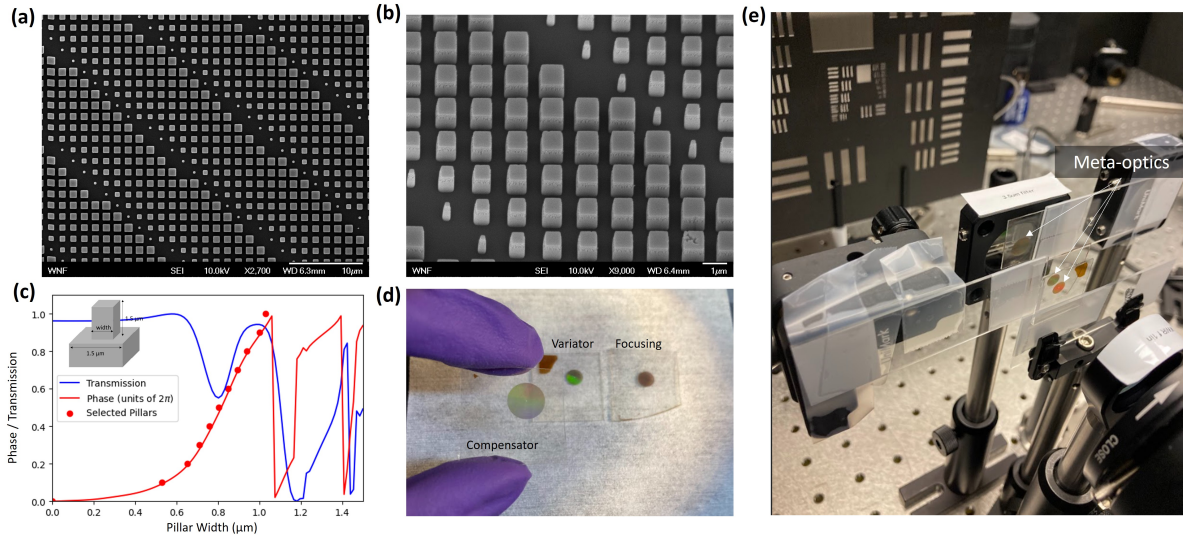 (a)
WNF SEI 10.0kV X2,700 WD 6.3mm 10μm
(b)
WNF SEI 10.0kV X9,000 WD 6.4mm 1μm
(c)
Phase / Transmission
1.0
0.8
0.6
0.4
0.2
0.0
width
1.5 μm
1.5 μm
Transmission
Phase (units of 2π)
Selected Pillars
0.0 0.2 0.4 0.6 0.8 1.0 1.2 1.4
Pillar Width (μm)
(d)
Variator Focusing
Compensator
(e)
Meta-optics
CLOSE